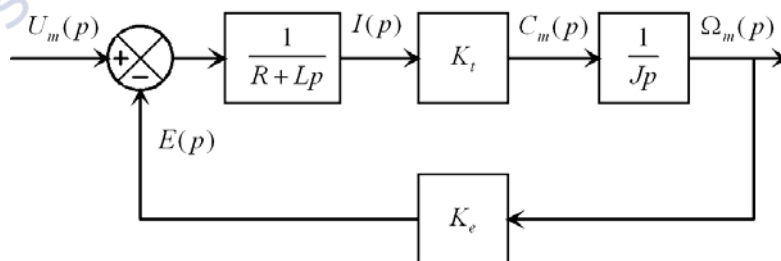 U_m(p)
+
−
1
R + Lp
I(p)
K_t
C_m(p)
1
Jp
Ω_m(p)
E(p)
K_e